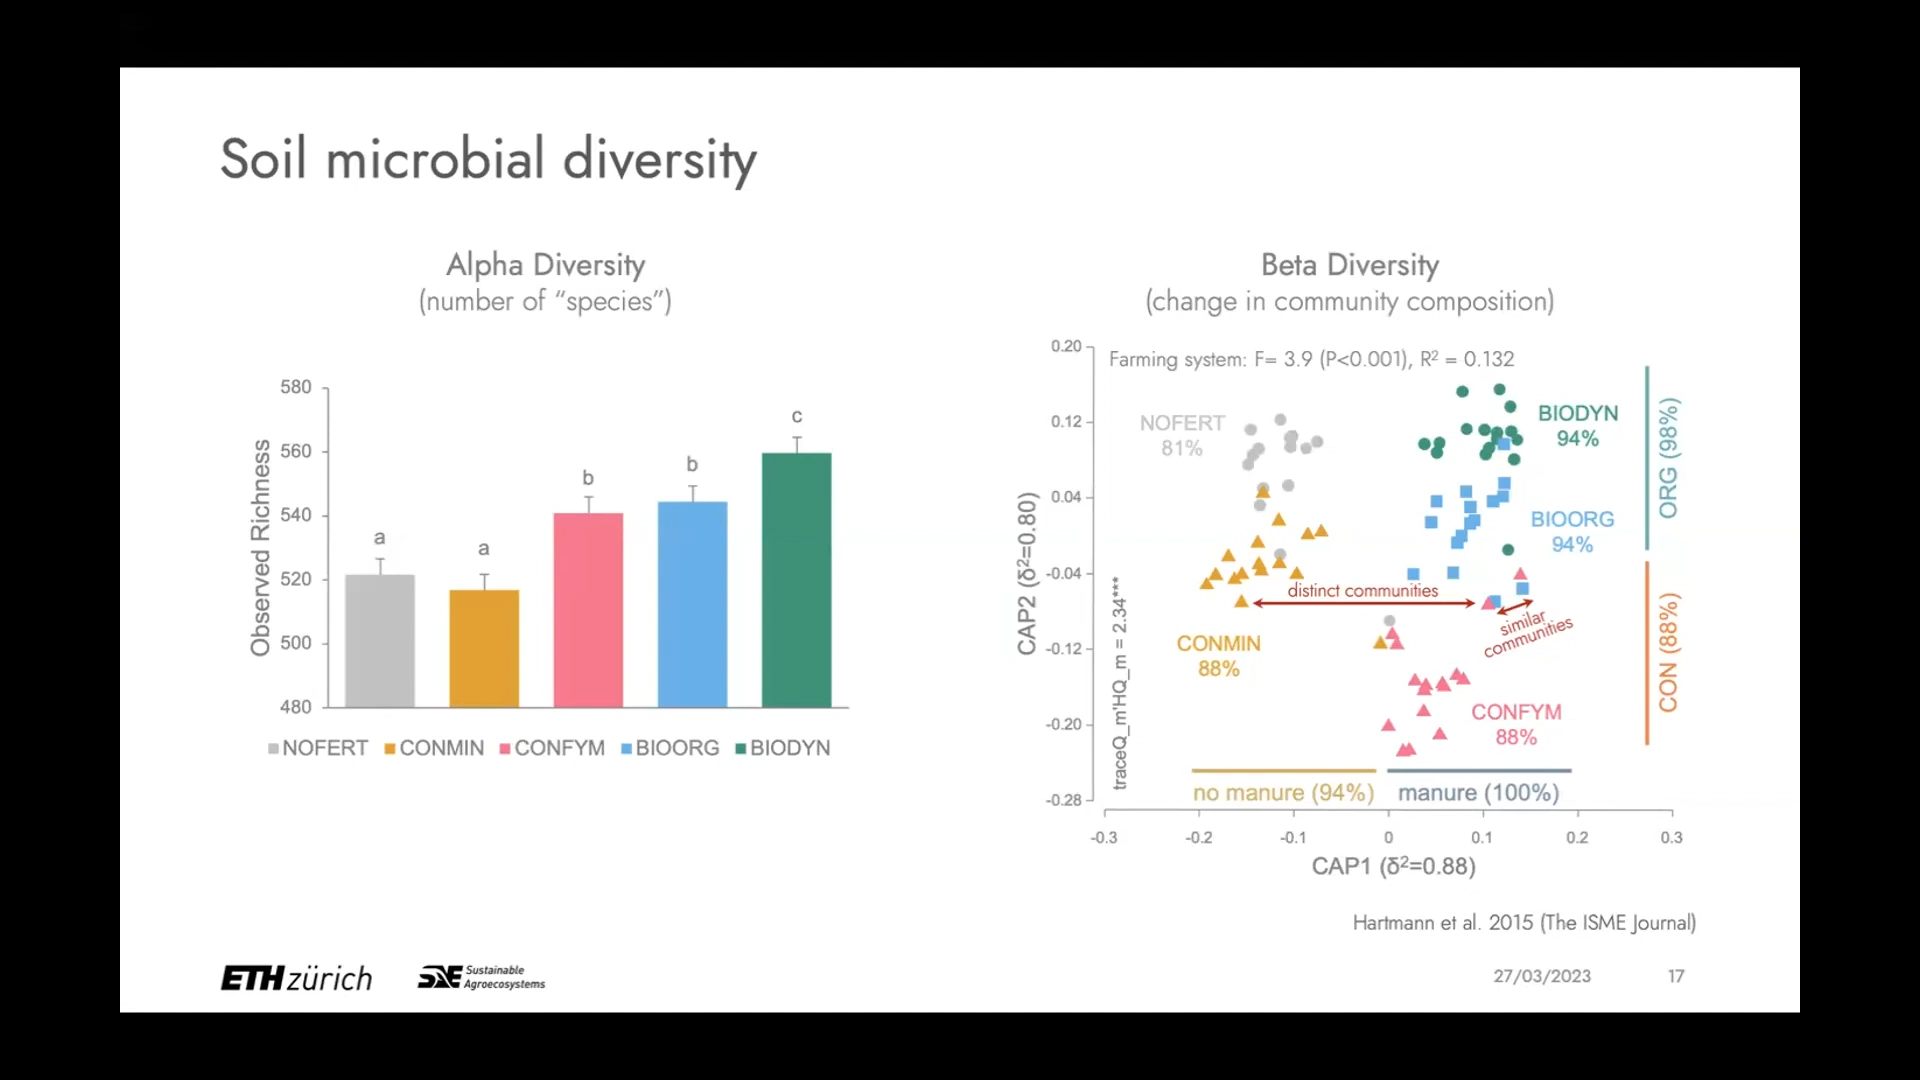 Soil microbial diversity
Alpha Diversity
(number of “species”)
580
560
540
520
500
480
Observed Richness
a
a
b
b
c
NOFERT CONMIN CONFYM BIOORG BIODYN
Beta Diversity
(change in community composition)
Farming system: F= 3.9 (P<0.001), R² = 0.132
0.20
0.12
0.04
-0.04
-0.12
-0.20
-0.28
CAP2 (δ²=0.80)
traceQ_m'HQ_m = 2.34***
NOFERT
81%
BIODYN
94%
BIOORG
94%
distinct communities
similar
communities
CONMIN
88%
CONFYM
88%
ORG (98%)
CON (88%)
no manure (94%) manure (100%)
-0.3 -0.2 -0.1 0 0.1 0.2 0.3
CAP1 (δ²=0.88)
Hartmann et al. 2015 (The ISME Journal)
ETH zürich
SAE Sustainable
Agroecosystems
27/03/2023 17